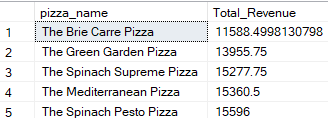 pizza_name Total_Revenue
1 The Brie Carre Pizza 11588.4998130798
2 The Green Garden Pizza 13955.75
3 The Spinach Supreme Pizza 15277.75
4 The Mediterranean Pizza 15360.5
5 The Spinach Pesto Pizza 15596